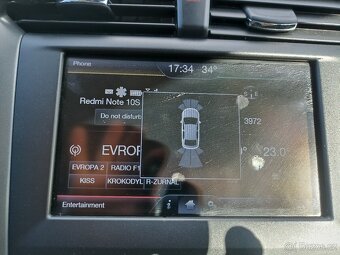 Phone
17:34 34°
Redmi Note 10S
Do not disturb
3972
EVROP
23.0
EVROPA 2 RADIO F1
KISS KROKODYL R-ZURNAL
Entertainment